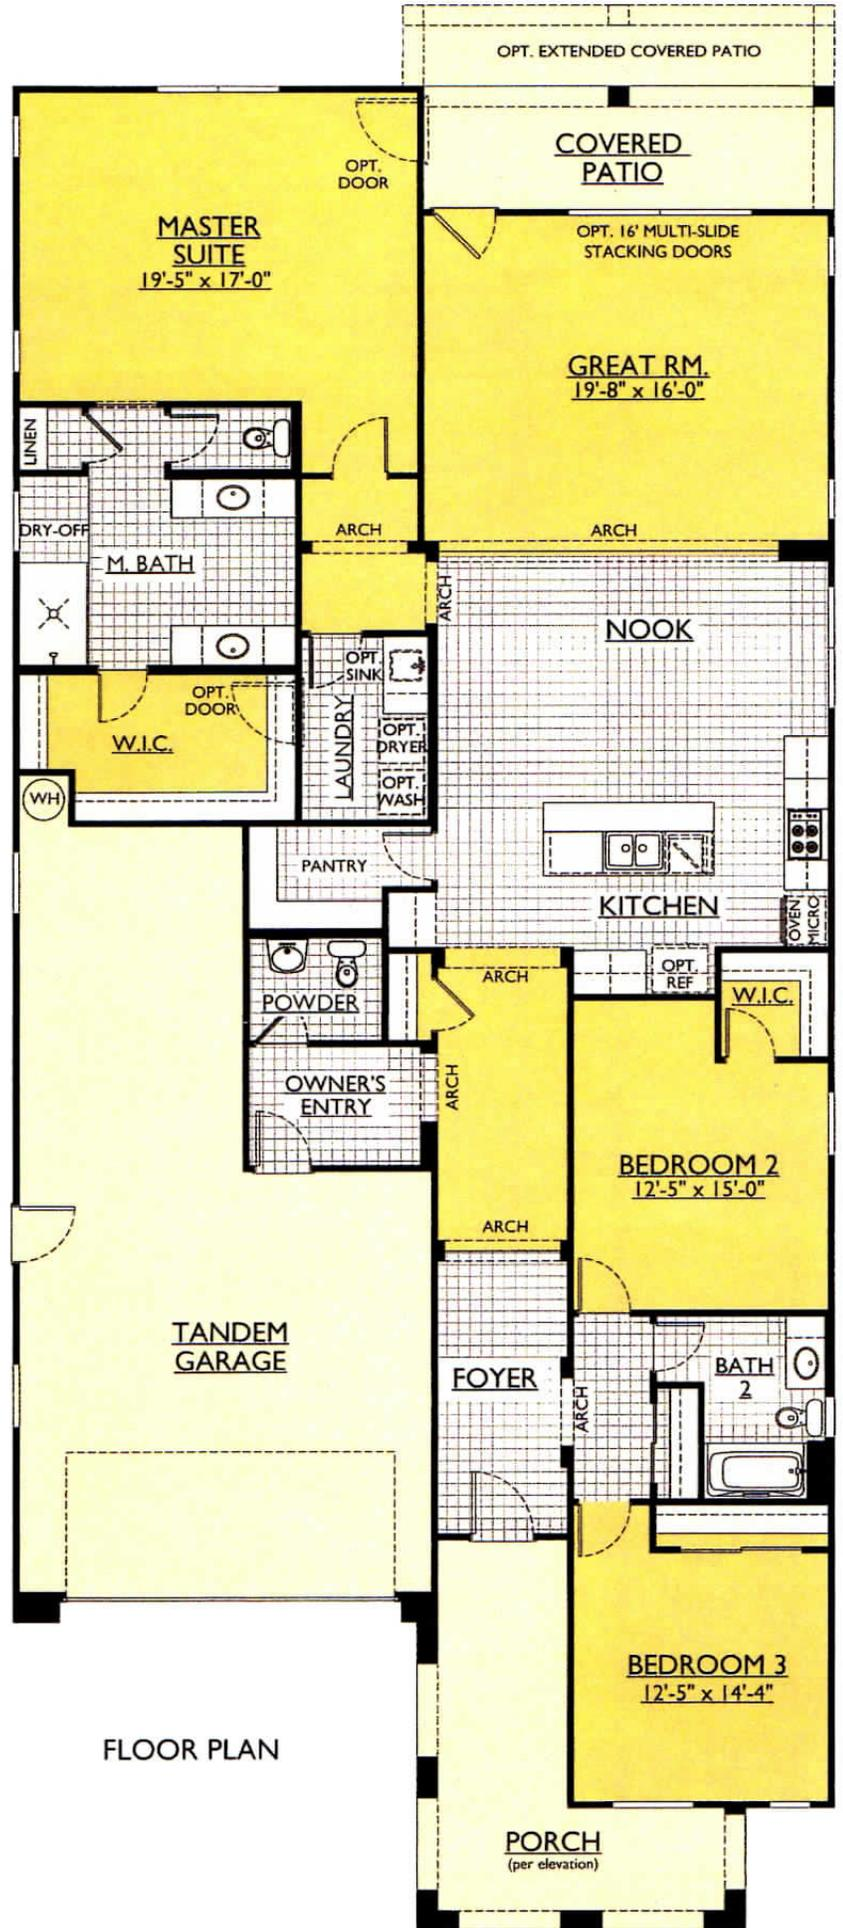 OPT. EXTENDED COVERED PATIO
COVERED
PATIO
OPT.
DOOR
MASTER
SUITE
19'-5" x 17'-0"
OPT. 16' MULTI-SLIDE
STACKING DOORS
GREAT RM.
19'-8" x 16'-0"
LINEN
DRY-OFF
M. BATH
ARCH
ARCH
ARCH
NOOK
OPT.
SINK
OPT.
DOOR
W.I.C.
LAUNDRY
OPT.
DRYER
OPT.
WASH
WH
PANTRY
KITCHEN
OVEN
MICRO
ARCH
OPT.
REF
W.I.C.
POWDER
OWNER'S
ENTRY
ARCH
BEDROOM 2
12'-5" x 15'-0"
ARCH
TANDEM
GARAGE
FOYER
ARCH
BATH
2
BEDROOM 3
12'-5" x 14'-4"
FLOOR PLAN
PORCH
(per elevation)